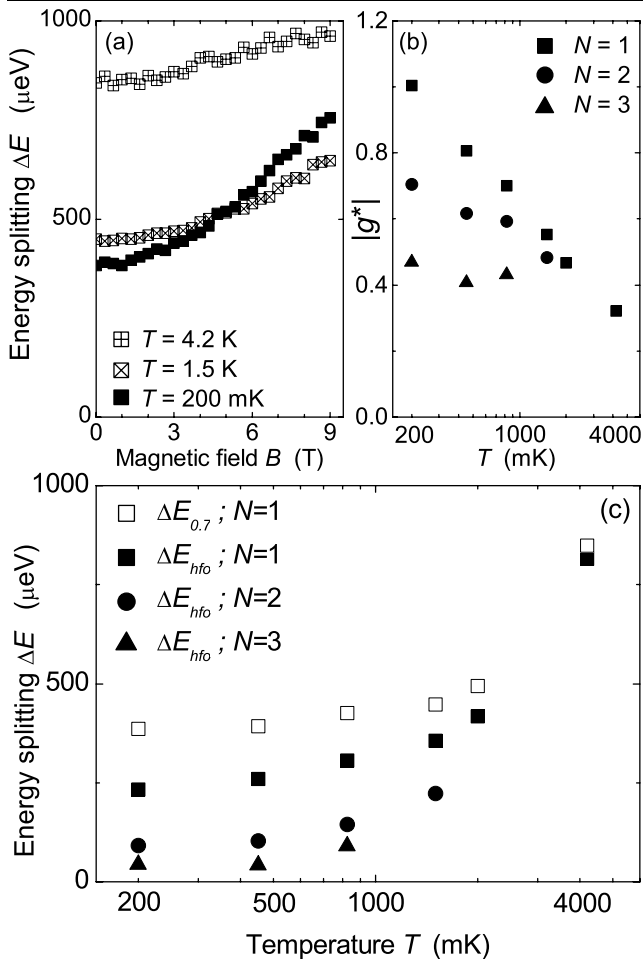 (a)
1000
500
0
Energy splitting ΔE (μeV)
T = 4.2 K
T = 1.5 K
T = 200 mK
0 3 6 9
Magnetic field B (T)
(b)
N = 1
N = 2
N = 3
1.2
0.8
0.4
0.0
|g*|
200 1000 4000
T (mK)
(c)
1000
500
0
Energy splitting ΔE (μeV)
ΔE0.7 ; N=1
ΔEhfo ; N=1
ΔEhfo ; N=2
ΔEhfo ; N=3
200 500 1000 4000
Temperature T (mK)